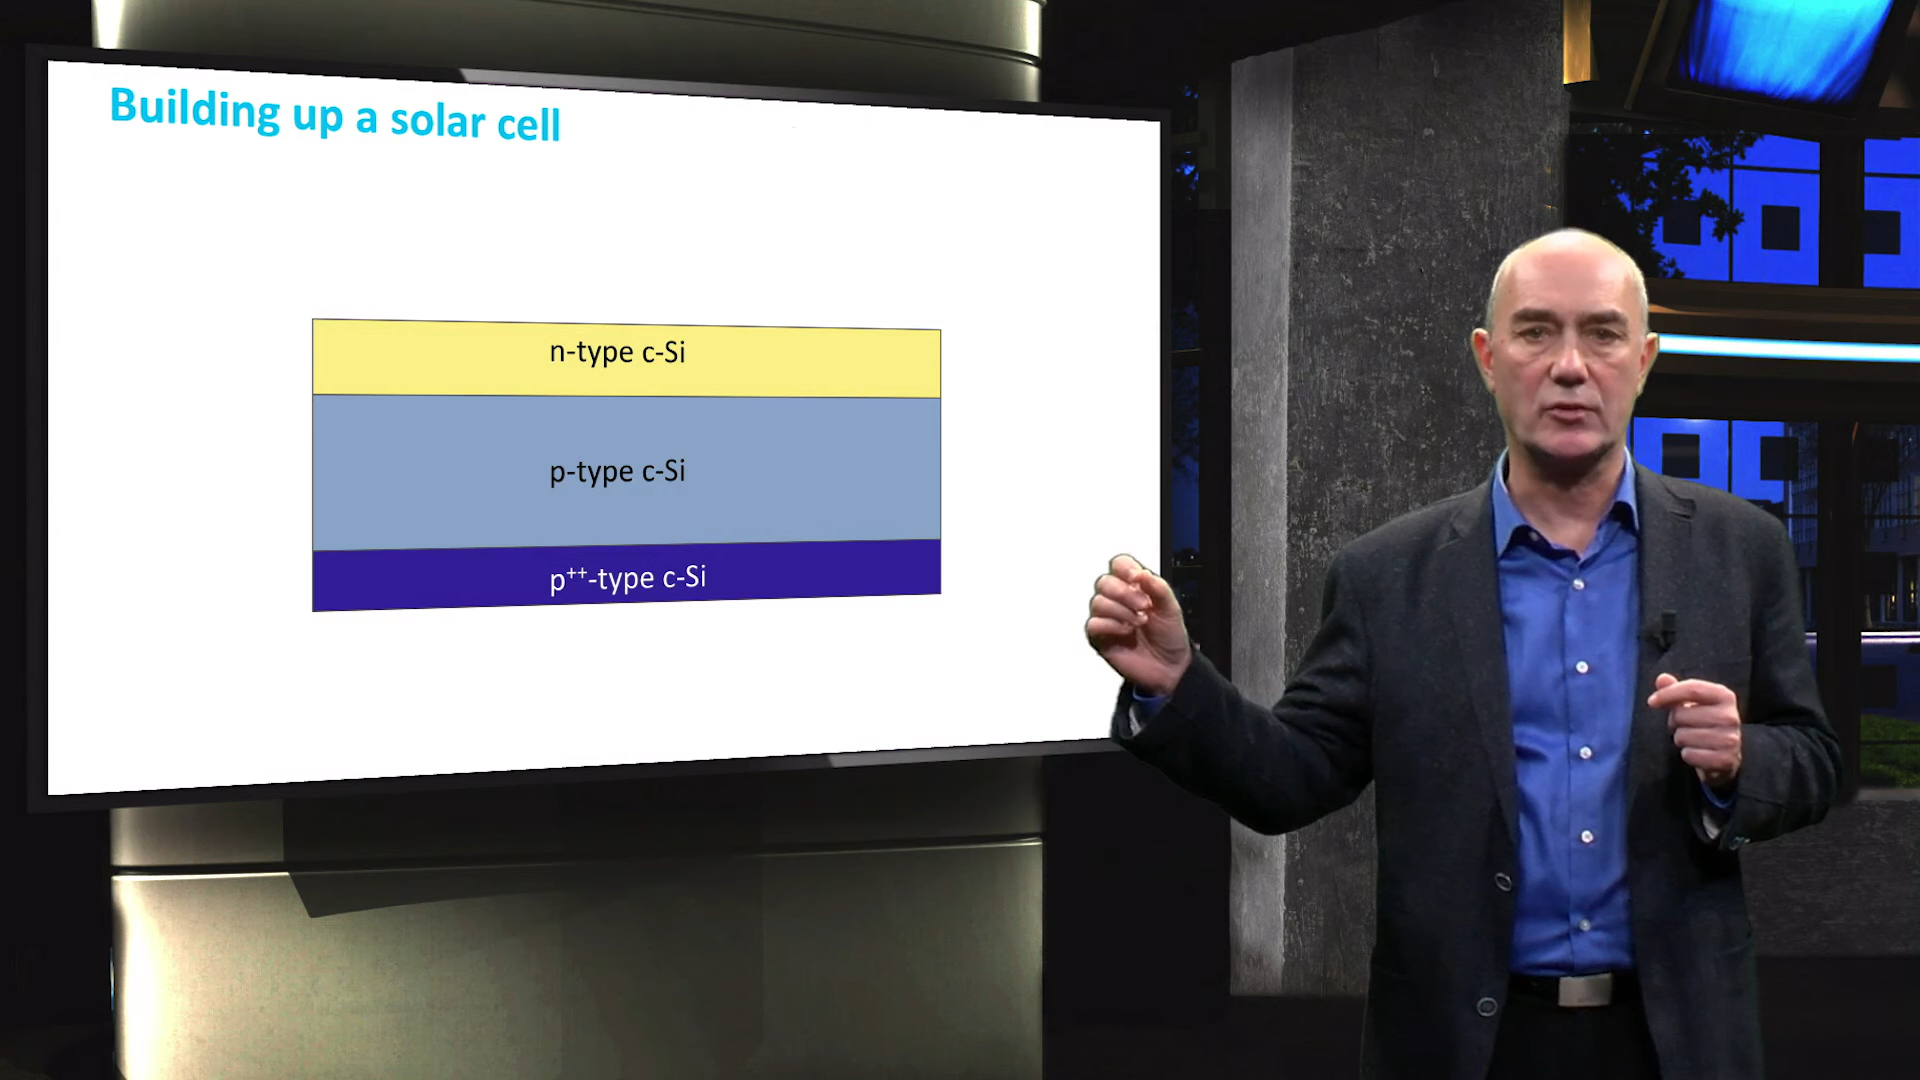 Building up a solar cell
n-type c-Si
p-type c-Si
p⁺⁺-type c-Si